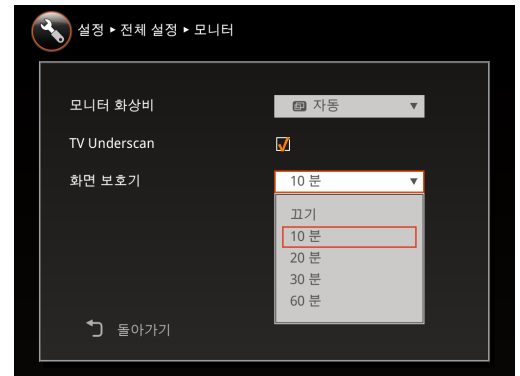 설정 ▸ 전체 설정 ▸ 모니터
모니터 화상비
자동
TV Underscan
화면 보호기
10 분
끄기
10 분
20 분
30 분
60 분
돌아가기